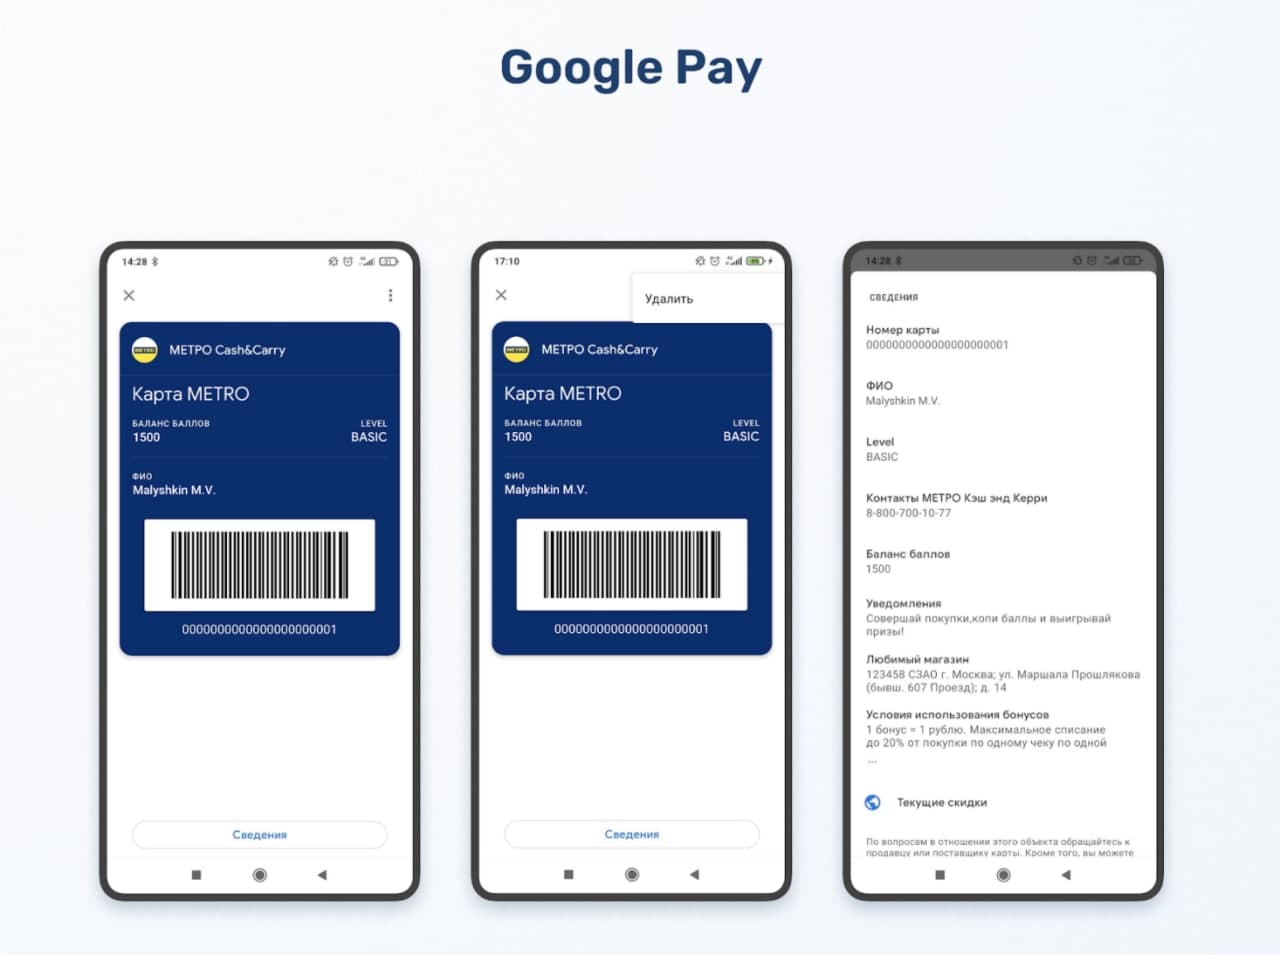 Google Pay
14:28
МЕТРО Cash&Carry
Карта METRO
БАЛАНС БАЛЛОВ
LEVEL
1500
BASIC
ФИО
Malyshkin M.V.
0000000000000000000001
Сведения
17:10
Удалить
МЕТРО Cash&Carry
Карта METRO
БАЛАНС БАЛЛОВ
LEVEL
1500
BASIC
ФИО
Malyshkin M.V.
0000000000000000000001
Сведения
14:28
СВЕДЕНИЯ
Номер карты
0000000000000000000001
ФИО
Malyshkin M.V.
Level
BASIC
Контакты МЕТРО Кэш энд Керри
8-800-700-10-77
Баланс баллов
1500
Уведомления
Совершай покупки,копи баллы и выигрывай
призы!
Любимый магазин
123458 СЗАО г. Москва; ул. Маршала Прошлякова
(бывш. 607 Проезд); д. 14
Условия использования бонусов
1 бонус = 1 рублю. Максимальное списание
до 20% от покупки по одному чеку по одной
...
Текущие скидки
По вопросам в отношении этого объекта обращайтесь к
продавцу или поставщику карты. Кроме того, вы можете